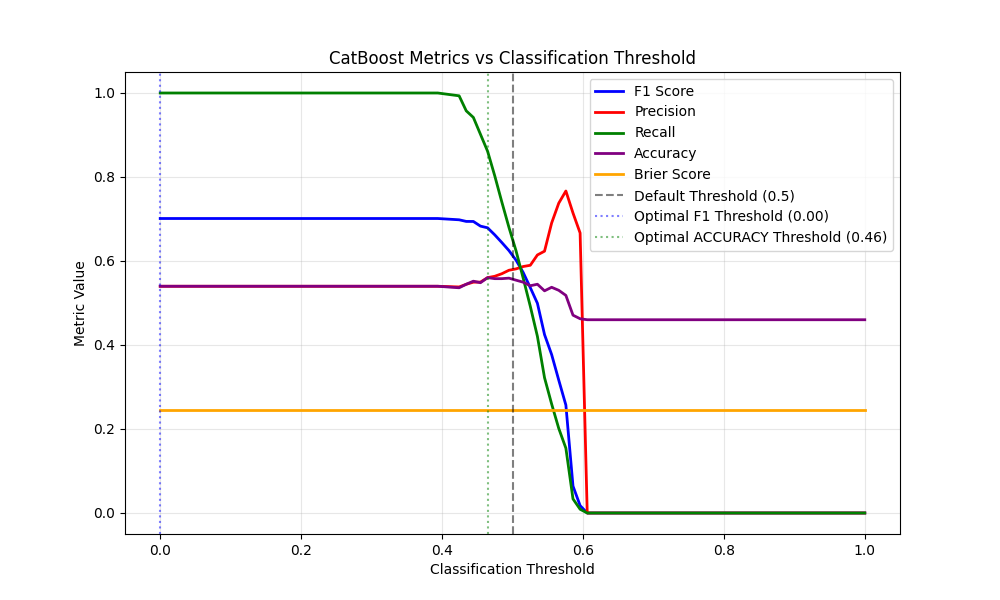 CatBoost Metrics vs Classification Threshold
Metric Value
1.0
0.8
0.6
0.4
0.2
0.0
F1 Score
Precision
Recall
Accuracy
Brier Score
Default Threshold (0.5)
Optimal F1 Threshold (0.00)
Optimal ACCURACY Threshold (0.46)
0.0 0.2 0.4 0.6 0.8 1.0
Classification Threshold